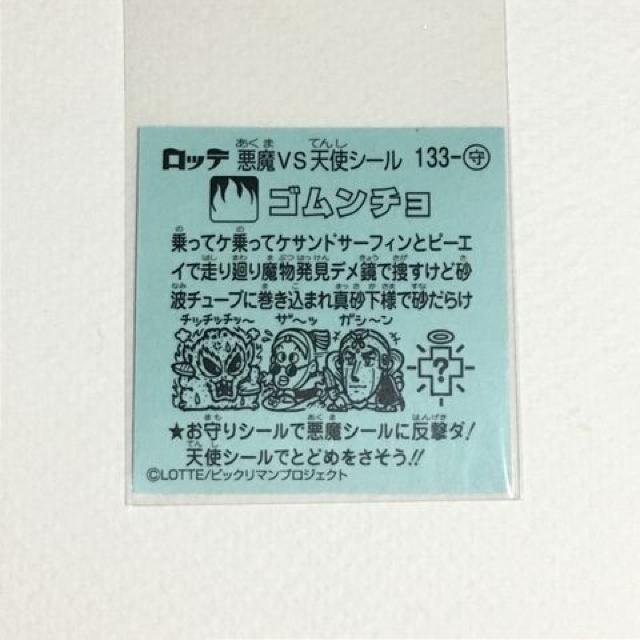 ロッテ 悪魔VS天使シール 133-守
ゴムンチョ
乗ってケ乗ってケサンドサーフィンとビーエ
イで走り廻り魔物発見デメ鏡で捜すけど砂
波チューブに巻き込まれ真砂下様で砂だらけ
チッチッチッ〜 ザ〜ッ ガシ〜ン
?
★お守りシールで悪魔シールに反撃ダ!
天使シールでとどめをさそう!!
©LOTTE/ビックリマンプロジェクト